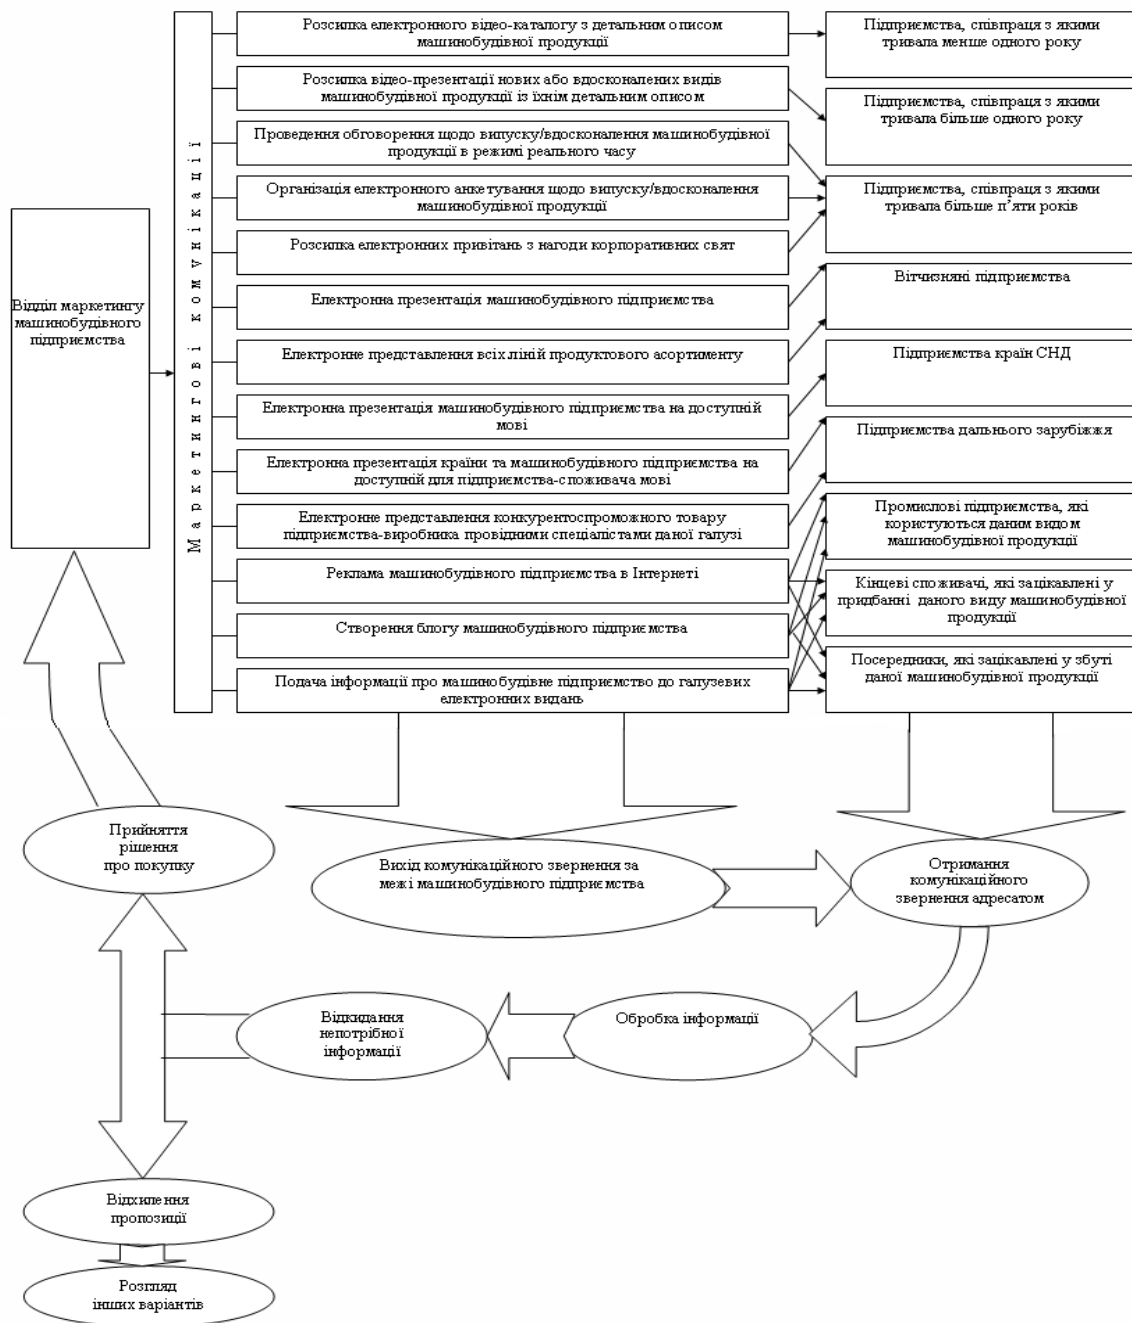 Відділ маркетингу
машинобудівного
підприємства
Маркетингові комунікації
Розсилка електронного відео-каталогу з детальним описом
машинобудівної продукції
Розсилка відео-презентації нових або вдосконалених видів
машинобудівної продукції із їхнім детальним описом
Проведення обговорення щодо випуску/вдосконалення машинобудівної
продукції в режимі реального часу
Організація електронного анкетування щодо випуску/вдосконалення
машинобудівної продукції
Розсилка електронних привітань з нагоди корпоративних свят
Електронна презентація машинобудівного підприємства
Електронне представлення всіх ліній продуктового асортименту
Електронна презентація машинобудівного підприємства на доступній
мові
Електронна презентація країни та машинобудівного підприємства на
доступній для підприємства-споживача мові
Електронне представлення конкурентоспроможного товару
підприємства-виробника провідними спеціалістами даної галузі
Реклама машинобудівного підприємства в Інтернеті
Створення блогу машинобудівного підприємства
Подача інформації про машинобудівне підприємство до галузевих
електронних видань
Підприємства, співпраця з якими
тривала менше одного року
Підприємства, співпраця з якими
тривала більше одного року
Підприємства, співпраця з якими
тривала більше п’яти років
Вітчизняні підприємства
Підприємства країн СНД
Підприємства дальнього зарубіжжя
Промислові підприємства, які
користуються даним видом
машинобудівної продукції
Кінцеві споживачі, які зацікавлені у
придбанні даного виду машинобудівної
продукції
Посередники, які зацікавлені у збуті
даної машинобудівної продукції
Прийняття
рішення
про покупку
Вихід комунікаційного звернення за
межі машинобудівного підприємства
Отримання
комунікаційного
звернення адресатом
Відкидання
непотрібної
інформації
Обробка інформації
Відхилення
пропозиції
Розгляд
інших варіантів